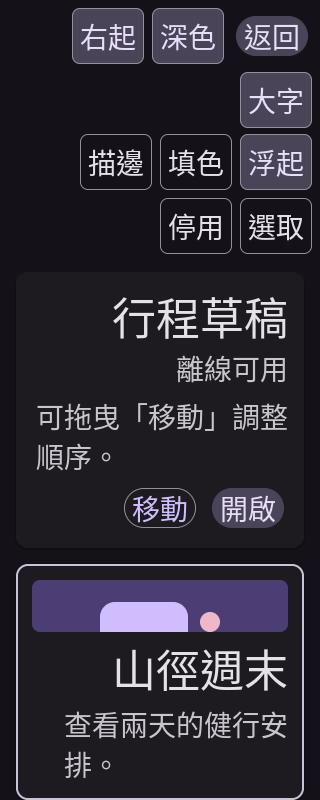 右起 深色 返回
大字
描邊 填色 浮起
停用 選取
行程草稿
離線可用
可拖曳「移動」調整
順序。
移動 開啟
山徑週末
查看兩天的健行安
排。